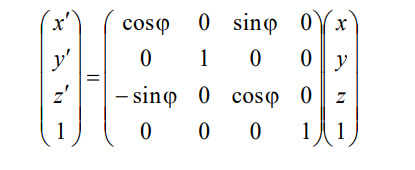 x′ cosφ 0 sinφ 0 x
y′ = 0 1 0 0 y
z′ −sinφ 0 cosφ 0 z
1 0 0 0 1 1